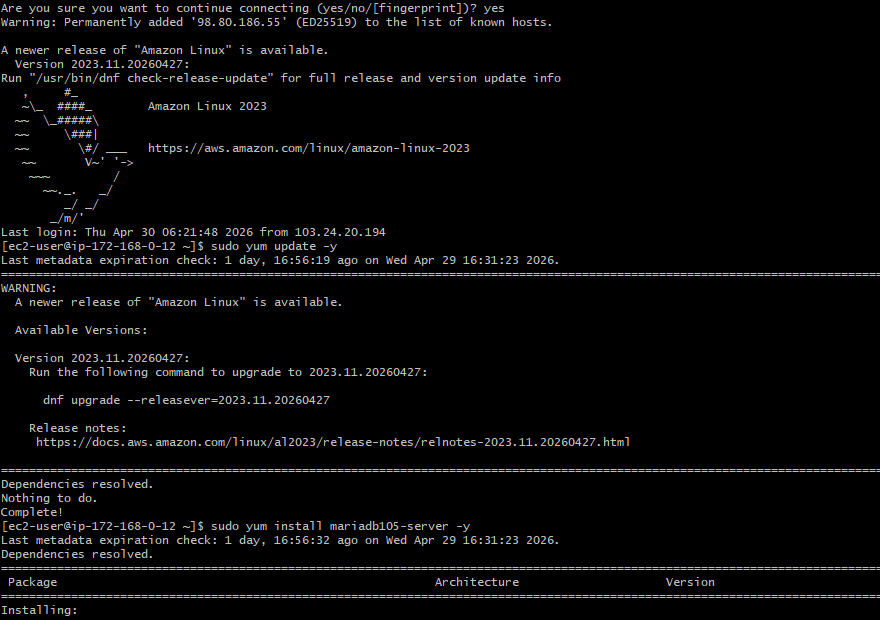 Are you sure you want to continue connecting (yes/no/[fingerprint])? yes
Warning: Permanently added '98.80.186.55' (ED25519) to the list of known hosts.

A newer release of "Amazon Linux" is available.
  Version 2023.11.20260427:
Run "/usr/bin/dnf check-release-update" for full release and version update info
   ,     #_
   ~\_  ####_        Amazon Linux 2023
  ~~  \_#####\
  ~~     \###|
  ~~       \#/ ___   https://aws.amazon.com/linux/amazon-linux-2023
   ~~       V~' '->
    ~~~         /
      ~~._.   _/
         _/ _/
       _/m/'
Last login: Thu Apr 30 06:21:48 2026 from 103.24.20.194
[ec2-user@ip-172-168-0-12 ~]$ sudo yum update -y
Last metadata expiration check: 1 day, 16:56:19 ago on Wed Apr 29 16:31:23 2026.
================================================================================
WARNING:
  A newer release of "Amazon Linux" is available.

  Available Versions:

  Version 2023.11.20260427:
    Run the following command to upgrade to 2023.11.20260427:

      dnf upgrade --releasever=2023.11.20260427

    Release notes:
     https://docs.aws.amazon.com/linux/al2023/release-notes/relnotes-2023.11.20260427.html

================================================================================
Dependencies resolved.
Nothing to do.
Complete!
[ec2-user@ip-172-168-0-12 ~]$ sudo yum install mariadb105-server -y
Last metadata expiration check: 1 day, 16:56:32 ago on Wed Apr 29 16:31:23 2026.
Dependencies resolved.
================================================================================
 Package                                                      Architecture                     Version
================================================================================
Installing: